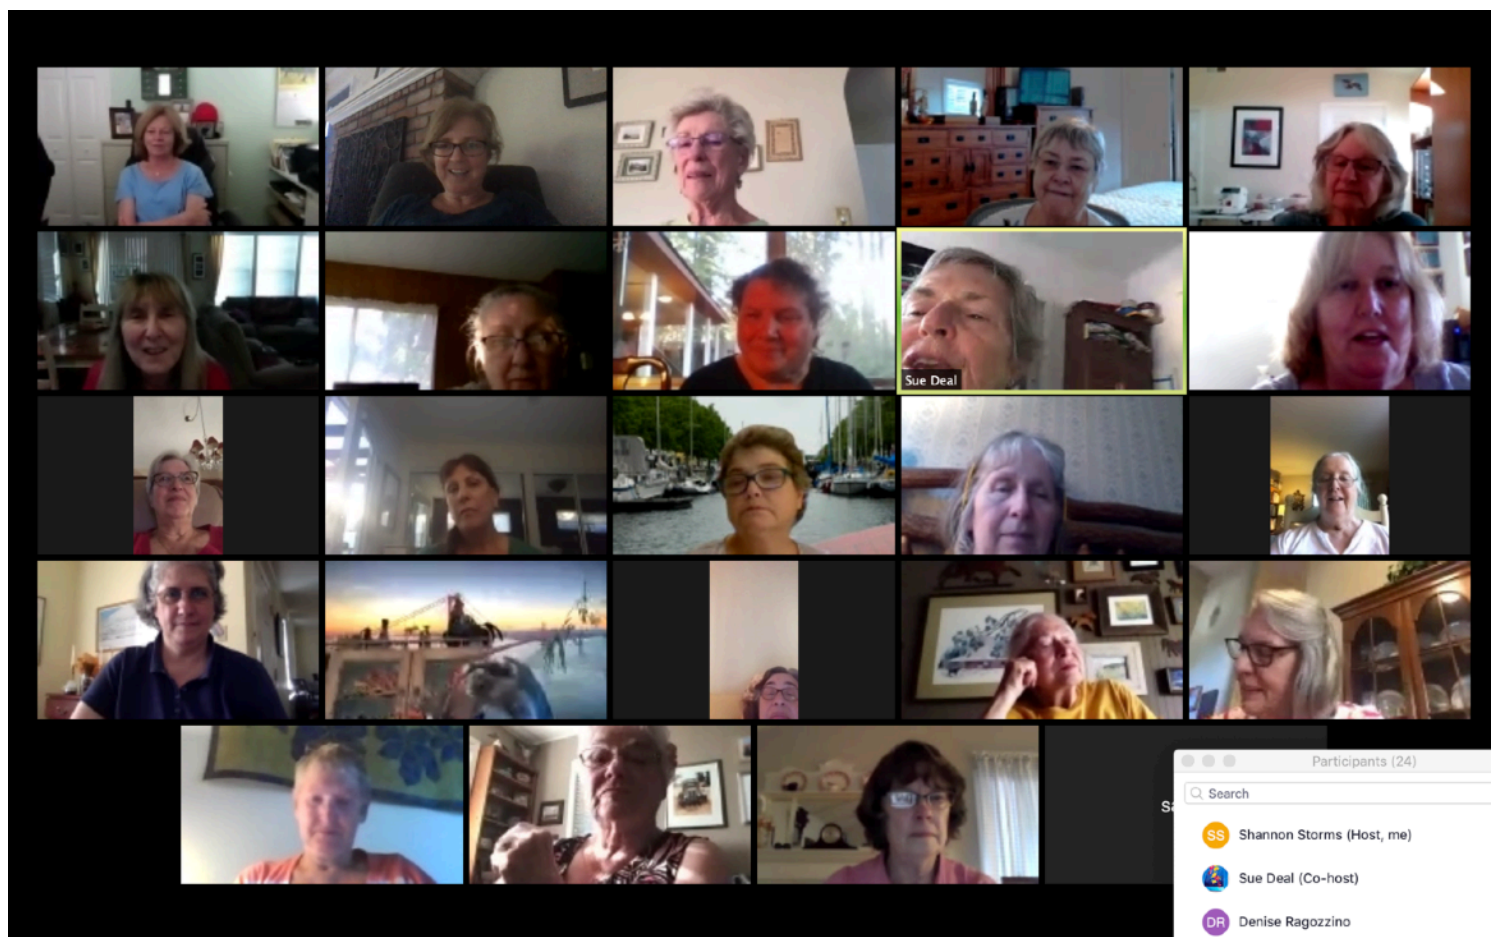 Sue Deal
Participants (24)
Search
SS
Shannon Storms (Host, me)
Sue Deal (Co-host)
DR
Denise Ragozzino